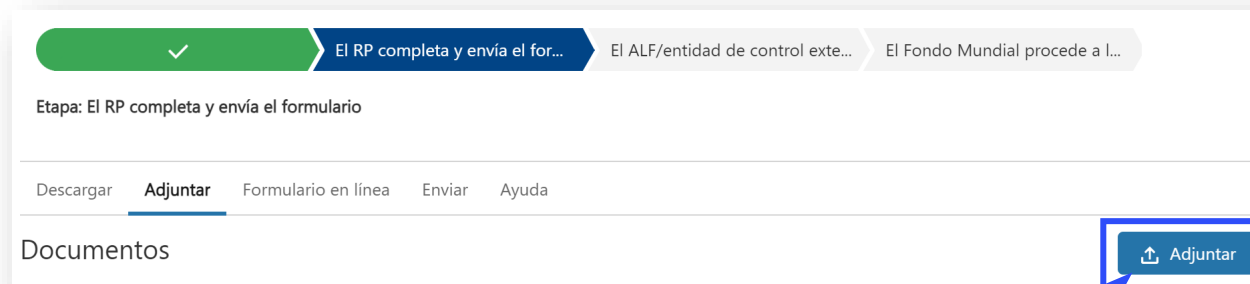 El RP completa y envía el for... El ALF/entidad de control exte... El Fondo Mundial procede a l...
Etapa: El RP completa y envía el formulario
Descargar Adjuntar Formulario en línea Enviar Ayuda
Documentos Adjuntar